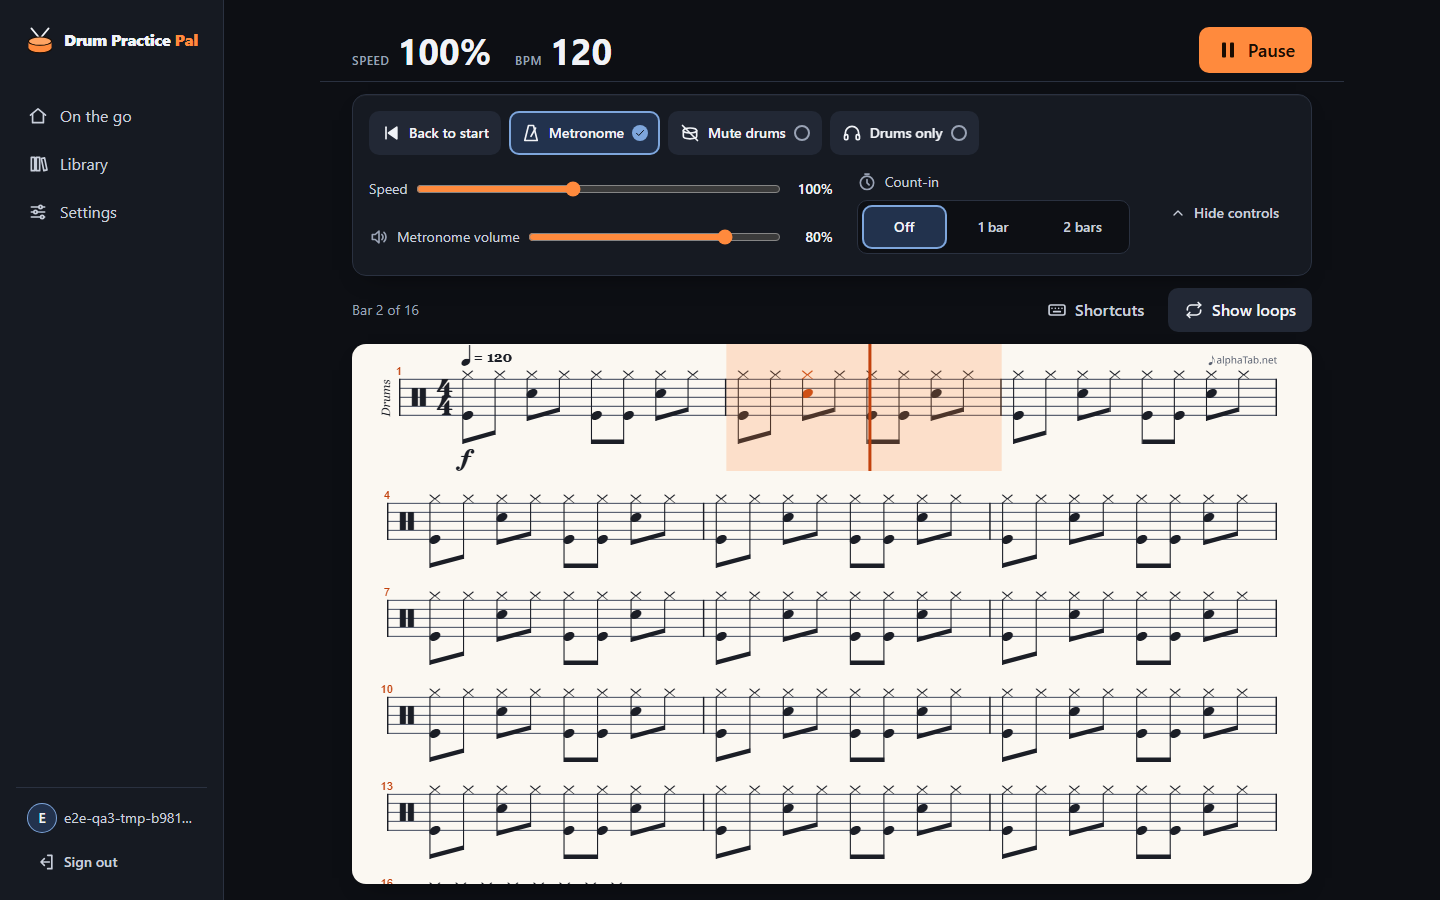 Drum Practice Pal
On the go
Library
Settings
e2e-qa3-tmp-b981...
E
Sign out
SPEED 100% BPM 120
Pause
Back to start
Metronome
Mute drums
Drums only
Speed 100%
Metronome volume 80%
Count-in
Off 1 bar 2 bars
Hide controls
Bar 2 of 16
Shortcuts
Show loops
= 120
alphaTab.net
1
Drums
4
4
f
4
7
10
13
16